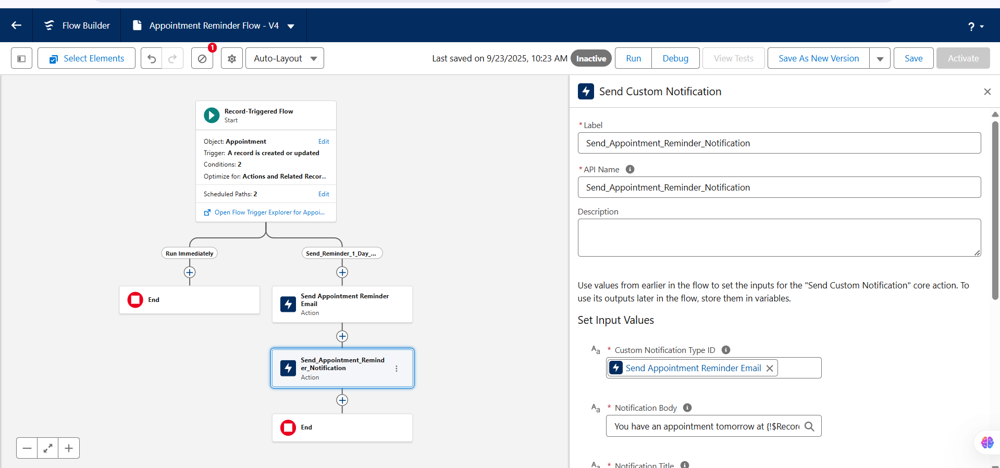 Flow Builder
Appointment Reminder Flow - V4
?
Select Elements
1
Auto-Layout
Last saved on 9/23/2025, 10:23 AM
Inactive
Run
Debug
View Tests
Save As New Version
Save
Activate
Record-Triggered Flow
Start
Object: Appointment
Edit
Trigger: A record is created or updated
Conditions: 2
Optimize for: Actions and Related Recor...
Scheduled Paths: 2
Edit
Open Flow Trigger Explorer for Appoi...
Run Immediately
Send_Reminder_1_Day_...
End
Send Appointment Reminder
Email
Action
Send_Appointment_Remind
er_Notification
Action
End
Send Custom Notification
* Label
Send_Appointment_Reminder_Notification
* API Name
Send_Appointment_Reminder_Notification
Description
Use values from earlier in the flow to set the inputs for the "Send Custom Notification" core action. To
use its outputs later in the flow, store them in variables.
Set Input Values
Aa * Custom Notification Type ID
Send Appointment Reminder Email
Aa * Notification Body
You have an appointment tomorrow at {!$Recor
Aa * Notification Title